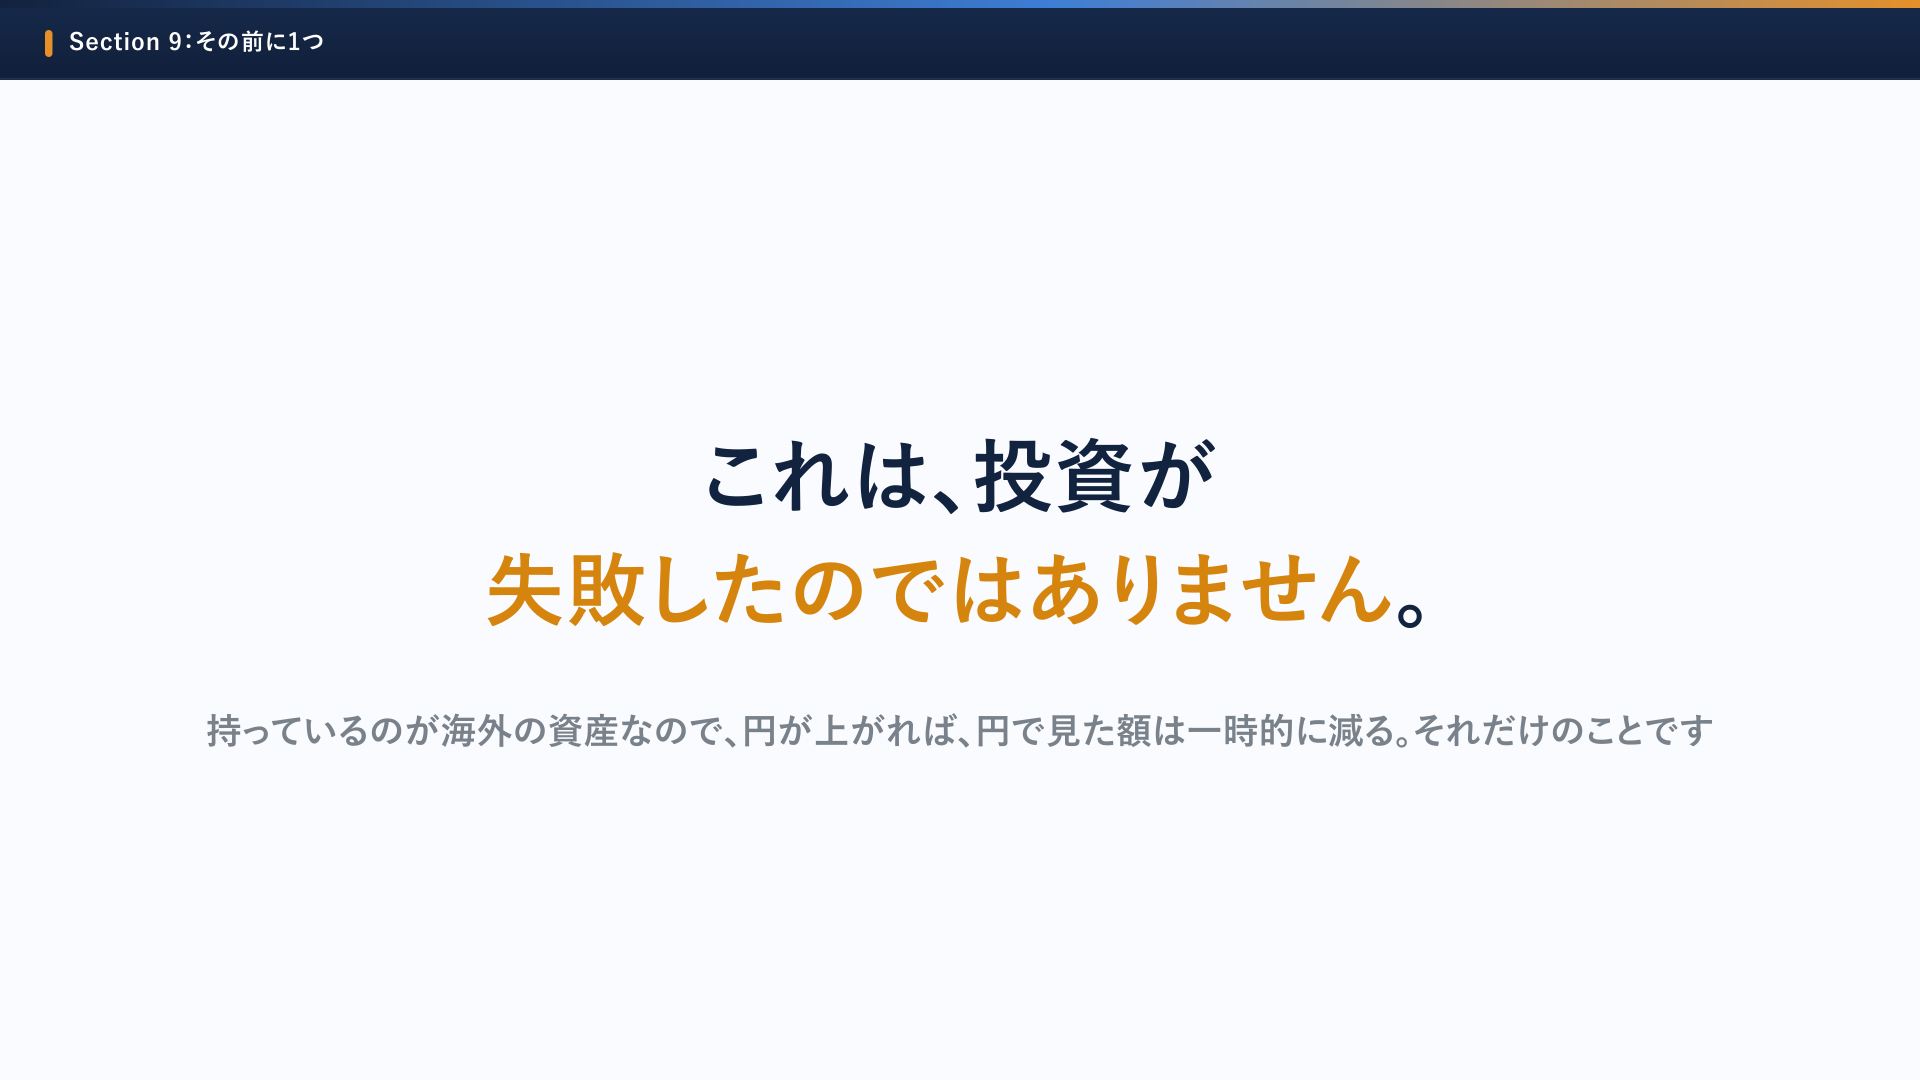 Section 9：その前に1つ
これは、投資が
失敗したのではありません。
持っているのが海外の資産なので、円が上がれば、円で見た額は一時的に減る。それだけのことです